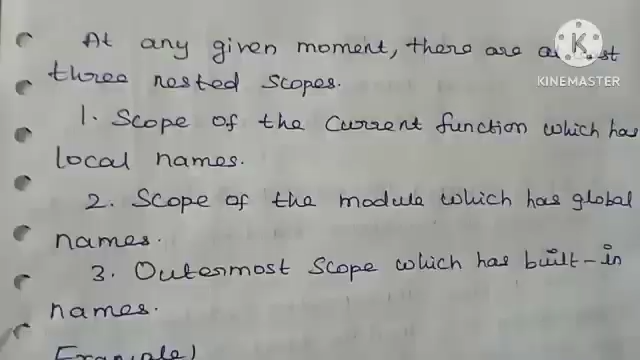 At any given moment, there are at
three nested scopes.
1. Scope of the current function which has
local names.
2. Scope of the module which has global
names.
3. Outermost scope which has built-in
names.
Example)
K
KINEMASTER